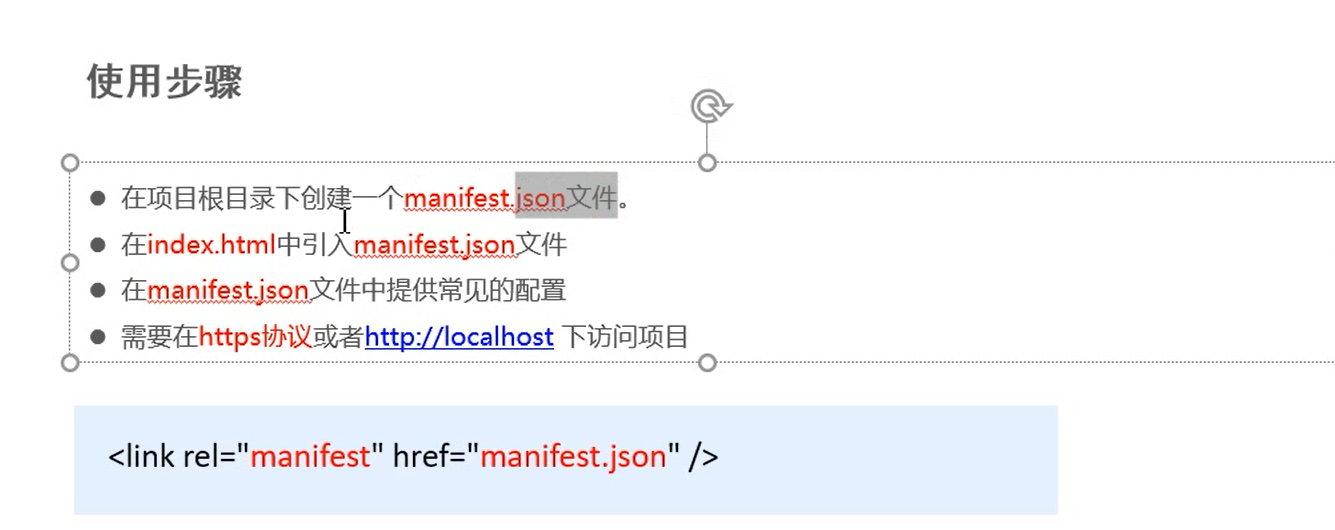 使用步骤
● 在项目根目录下创建一个manifest.json文件。
● 在index.html中引入manifest.json文件
● 在manifest.json文件中提供常见的配置
● 需要在https协议或者http://localhost 下访问项目
<link rel="manifest" href="manifest.json" />